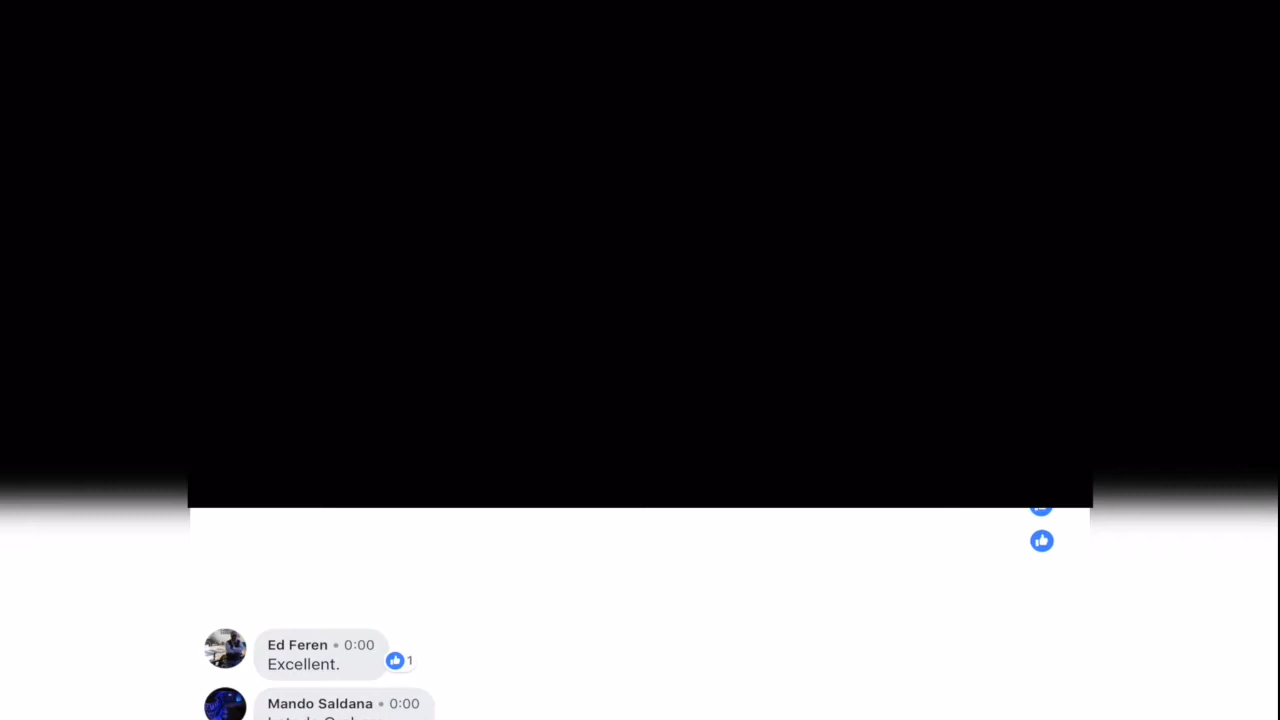 Ed Feren • 0:00
Excellent.
1
Mando Saldana • 0:00